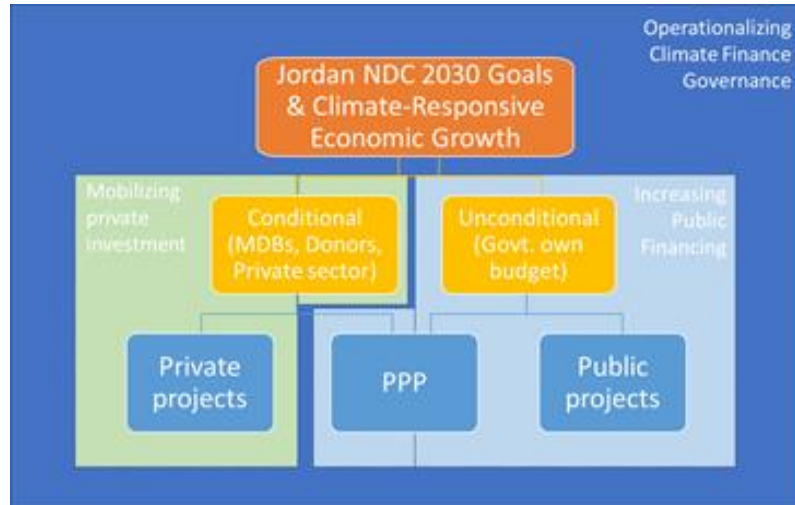 Operationalizing
Climate Finance
Governance
Jordan NDC 2030 Goals
& Climate-Responsive
Economic Growth
Mobilizing
private
investment
Conditional
(MDBs, Donors,
Private sector)
Unconditional
(Govt. own
budget)
Increasing
Public
Financing
Private
projects
PPP
Public
projects